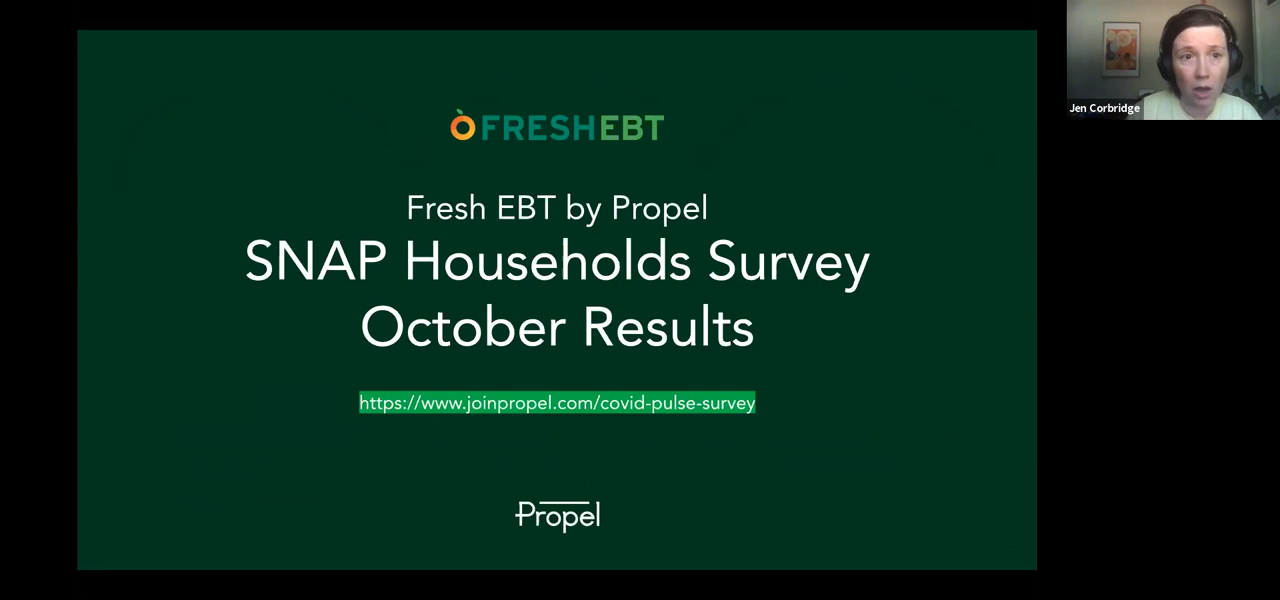 FRESHEBT
Fresh EBT by Propel
SNAP Households Survey
October Results
https://www.joinpropel.com/covid-pulse-survey
Propel
Jen Corbridge